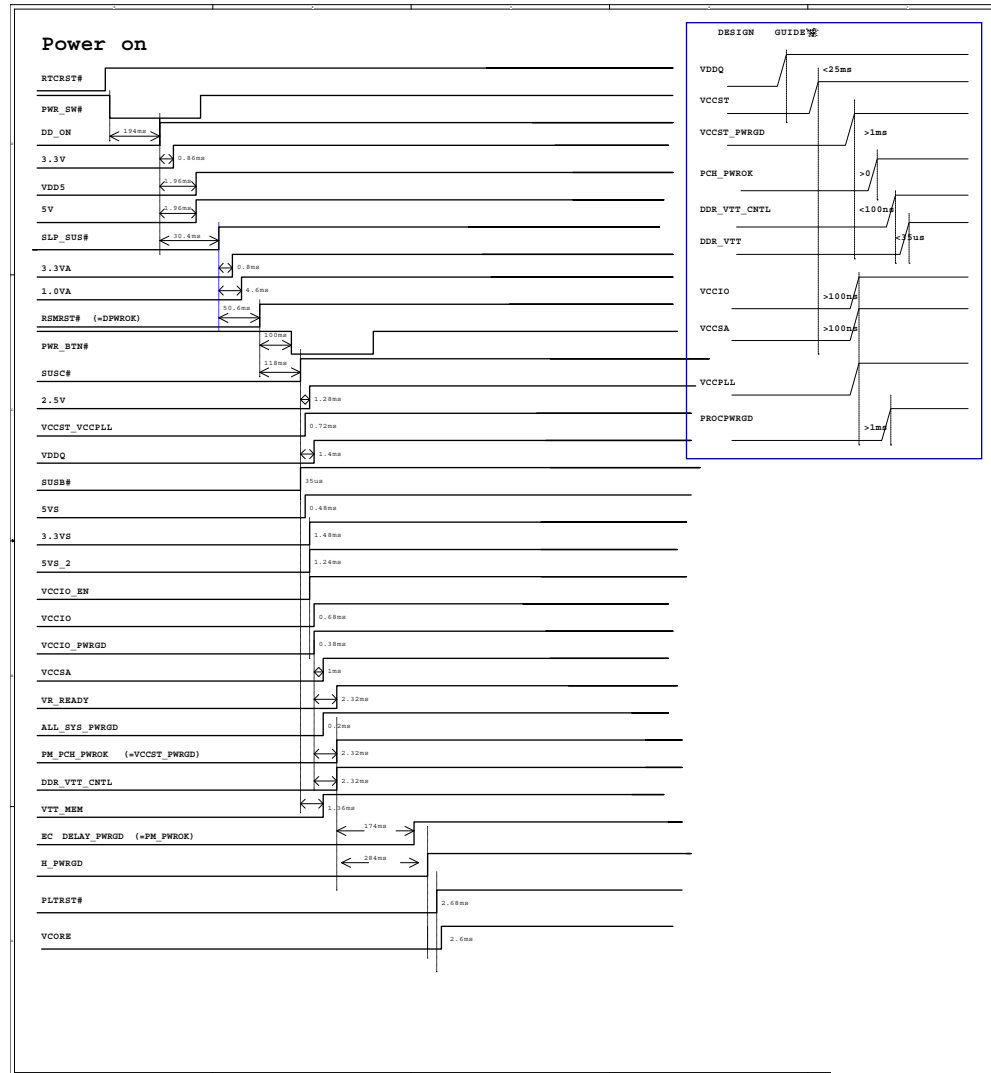 Power on
RTCRST#
PWR_SW#
DD_ON
194ms
3.3V
0.86ms
VDD5
1.96ms
5V
1.96ms
SLP_SUS#
30.4ms
3.3VA
0.8ms
1.0VA
4.6ms
RSMRST# (=DPWROK)
50.6ms
PWR_BTN#
100ms
SUSC#
118ms
2.5V
1.28ms
VCCST_VCCPLL
0.72ms
VDDQ
1.4ms
SUSB#
35us
5VS
0.48ms
3.3VS
1.48ms
5VS_2
1.24ms
VCCIO_EN
VCCIO
0.68ms
VCCIO_PWRGD
0.38ms
VCCSA
1ms
VR_READY
2.32ms
ALL_SYS_PWRGD
0.2ms
PM_PCH_PWROK (=VCCST_PWRGD)
2.32ms
DDR_VTT_CNTL
2.32ms
VTT_MEM
1.36ms
EC DELAY_PWRGD (=PM_PWROK)
174ms
H_PWRGD
284ms
PLTRST#
2.68ms
VCORE
2.6ms
DESIGN GUIDE
VDDQ
<25ms
VCCST
VCCST_PWRGD
>1ms
PCH_PWROK
>0
DDR_VTT_CNTL
<100ns
DDR_VTT
<35us
VCCIO
>100ns
VCCSA
>100ns
VCCPLL
PROCPWRGD
>1ms